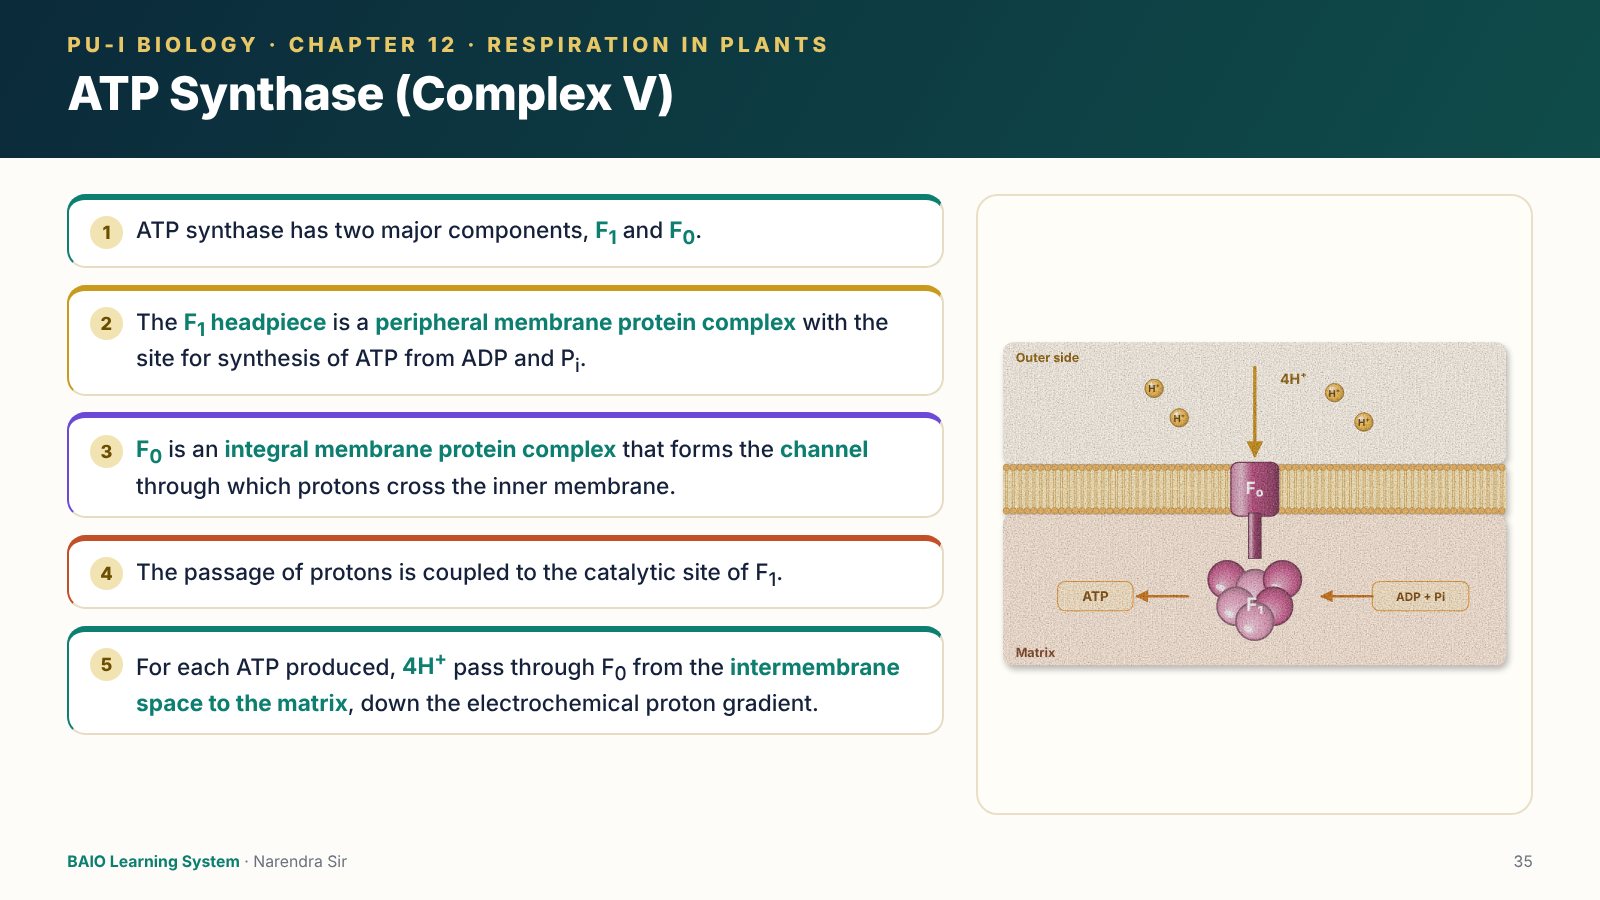 PU-I BIOLOGY · CHAPTER 12 · RESPIRATION IN PLANTS
ATP Synthase (Complex V)
1 ATP synthase has two major components, F₁ and F₀.
2 The F₁ headpiece is a peripheral membrane protein complex with the
site for synthesis of ATP from ADP and Pᵢ.
3 F₀ is an integral membrane protein complex that forms the channel
through which protons cross the inner membrane.
4 The passage of protons is coupled to the catalytic site of F₁.
5 For each ATP produced, 4H⁺ pass through F₀ from the intermembrane
space to the matrix, down the electrochemical proton gradient.
Outer side
4H⁺
H⁺
H⁺
H⁺
H⁺
F₀
F₁
ATP
ADP + Pi
Matrix
BAIO Learning System · Narendra Sir
35